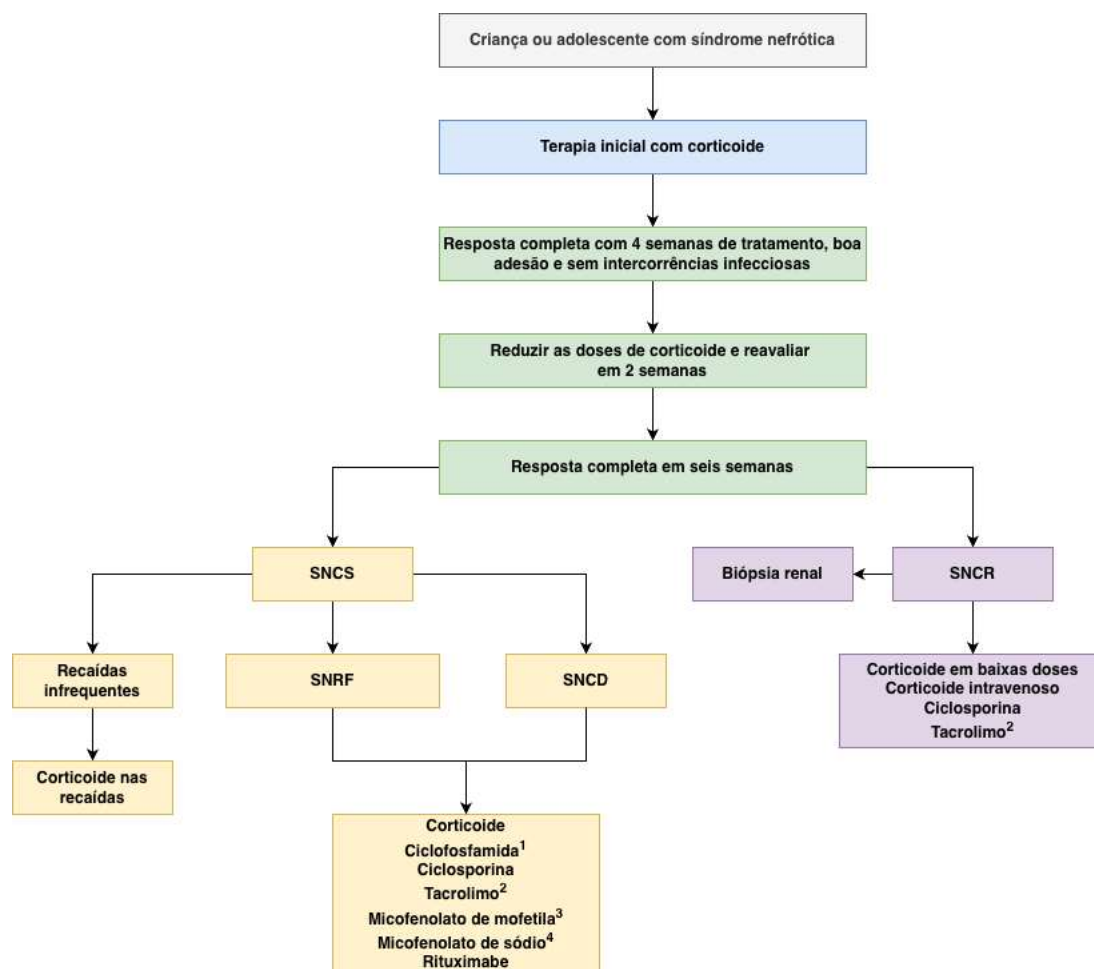 Criança ou adolescente com síndrome nefrótica
Terapia inicial com corticoide
Resposta completa com 4 semanas de tratamento, boa
adesão e sem intercorrências infecciosas
Reduzir as doses de corticoide e reavaliar
em 2 semanas
Resposta completa em seis semanas
SNCS
Biópsia renal
SNCR
Recaídas
infrequentes
SNRF
SNCD
Corticoide em baixas doses
Corticoide intravenoso
Ciclosporina
Tacrolimo²
Corticoide nas
recaídas
Corticoide
Ciclofosfamida¹
Ciclosporina
Tacrolimo²
Micofenolato de mofetila³
Micofenolato de sódio⁴
Rituximabe